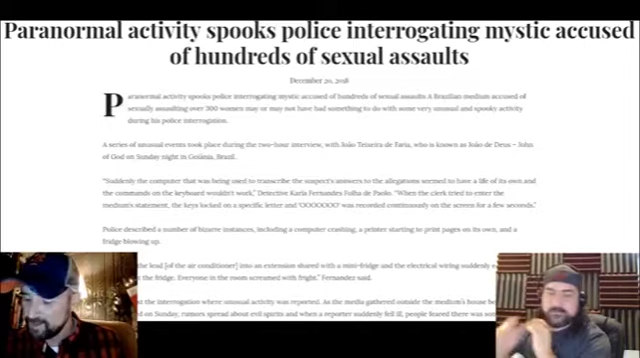 Paranormal activity spooks police interrogating mystic accused
of hundreds of sexual assaults
December 20, 2018
Paranormal activity spooks police interrogating mystic accused of hundreds of sexual assaults A Brazilian medium accused of
sexually assaulting over 300 women may or may not have had something to do with some very unusual and spooky activity
during his police interrogation.
A series of unusual events took place during the two-hour interview, with João Teixeira de Faria, who is known as João de Deus – John
of God on Sunday night in Goiânia, Brazil.
"Suddenly the computer that was being used to transcribe the suspect's answers to the allegations seemed to have a life of its own and
the commands on the keyboard wouldn't work," Detective Karla Fernandes Folha de Paolo. "When the clerk tried to enter the
medium's statement, the keys locked on a specific letter and was recorded continuously on the screen for a few seconds."
Police described a number of bizarre instances, including a computer crashing, a printer starting to print pages on its own, and a
fridge blowing up.
the lead [of the air conditioner] into an extension shared with a mini-fridge and the electrical wiring suddenly
the fridge. Everyone in the room screamed with fright," Fernandes said.
the interrogation where unusual activity was reported. As the media gathered outside the medium's house
on Sunday, rumors spread about evil spirits and when a reporter suddenly fell ill, people feared there was